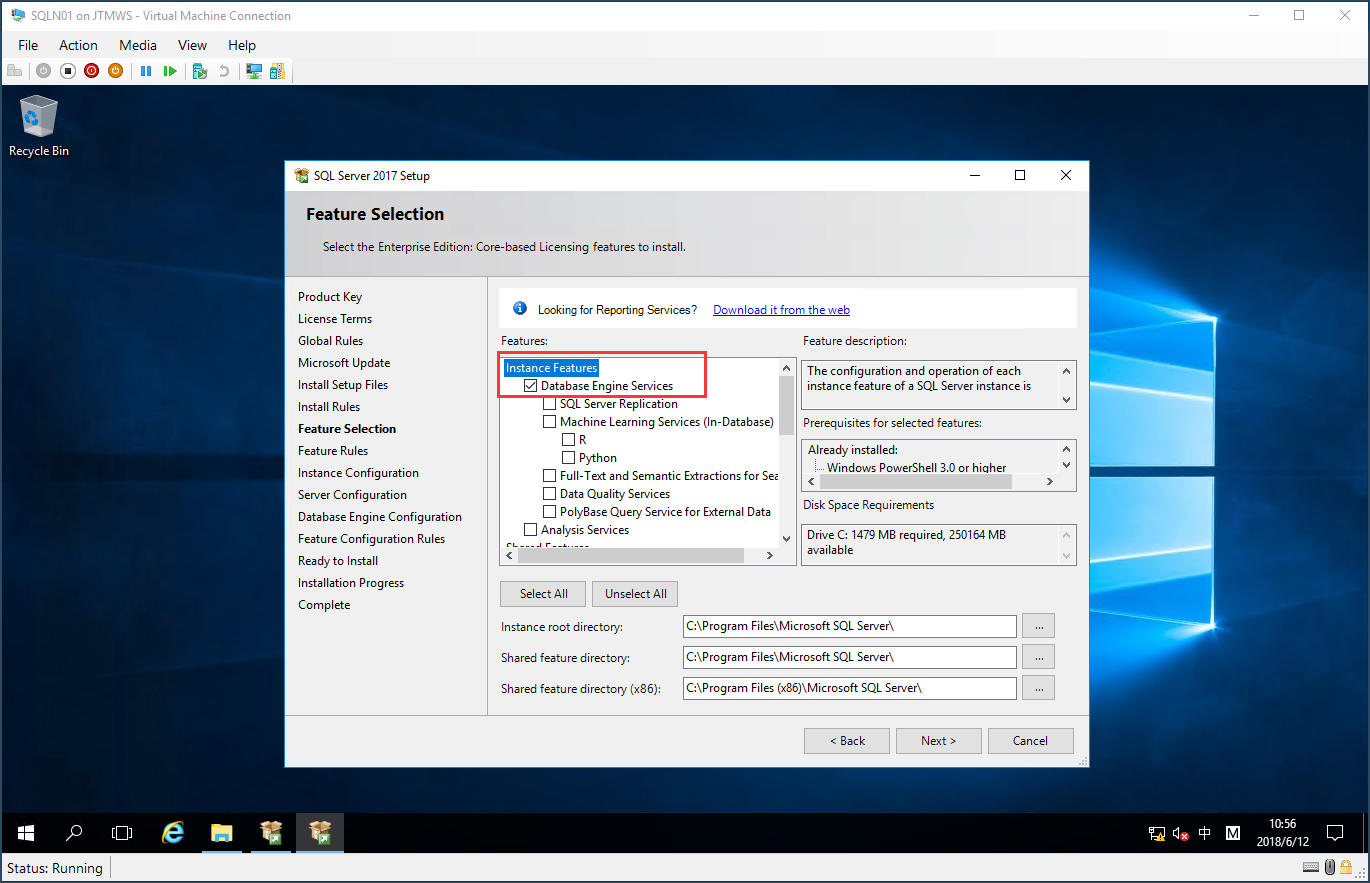 SQLN01 on JTMWS - Virtual Machine Connection
File Action Media View Help
Recycle Bin
SQL Server 2017 Setup
Feature Selection
Select the Enterprise Edition: Core-based Licensing features to install.
Product Key
License Terms
Global Rules
Microsoft Update
Install Setup Files
Install Rules
Feature Selection
Feature Rules
Instance Configuration
Server Configuration
Database Engine Configuration
Feature Configuration Rules
Ready to Install
Installation Progress
Complete
Looking for Reporting Services? Download it from the web
Features:
Instance Features
Database Engine Services
SQL Server Replication
Machine Learning Services (In-Database)
R
Python
Full-Text and Semantic Extractions for Sea
Data Quality Services
PolyBase Query Service for External Data
Analysis Services
Shared Features
Feature description:
The configuration and operation of each
instance feature of a SQL Server instance is
Prerequisites for selected features:
Already installed:
Windows PowerShell 3.0 or higher
Disk Space Requirements
Drive C: 1479 MB required, 250164 MB
available
Select All Unselect All
Instance root directory: C:\Program Files\Microsoft SQL Server\ ...
Shared feature directory: C:\Program Files\Microsoft SQL Server\ ...
Shared feature directory (x86): C:\Program Files (x86)\Microsoft SQL Server\ ...
< Back Next > Cancel
中 M
10:56
2018/6/12
Status: Running